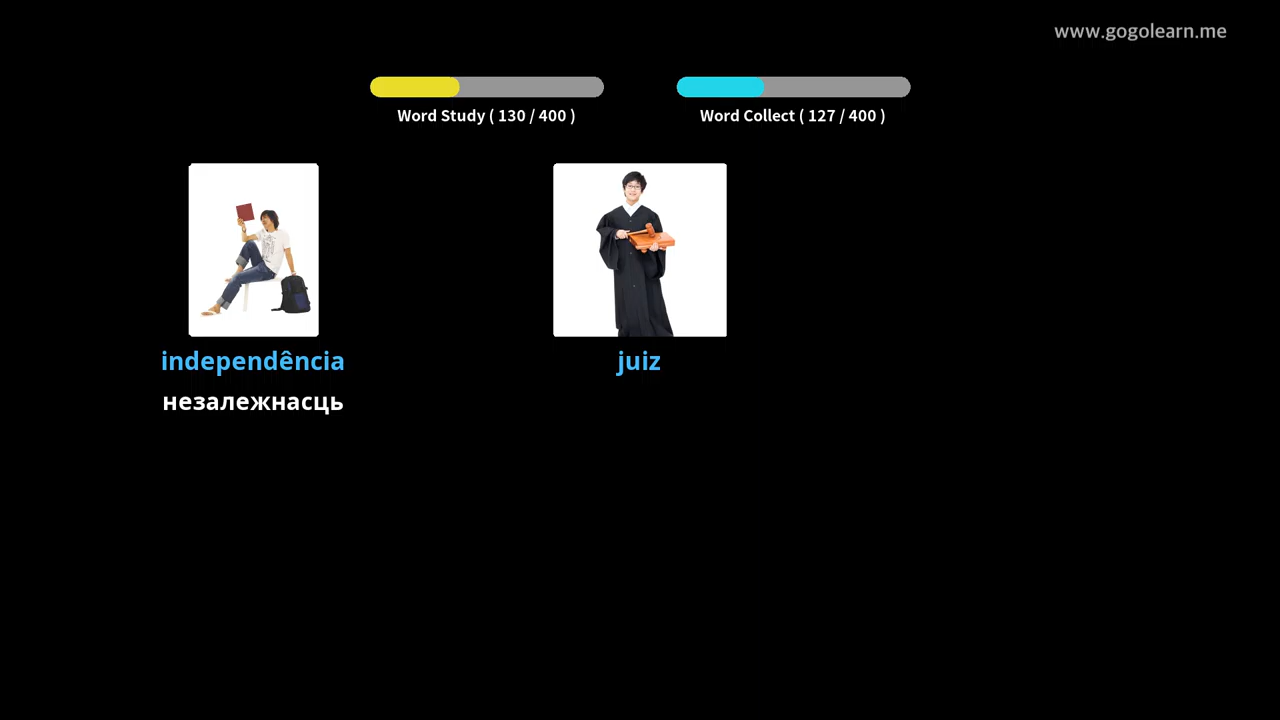 www.gogolearn.me
Word Study ( 130 / 400 )
Word Collect ( 127 / 400 )
independência
незалежнасць
juiz